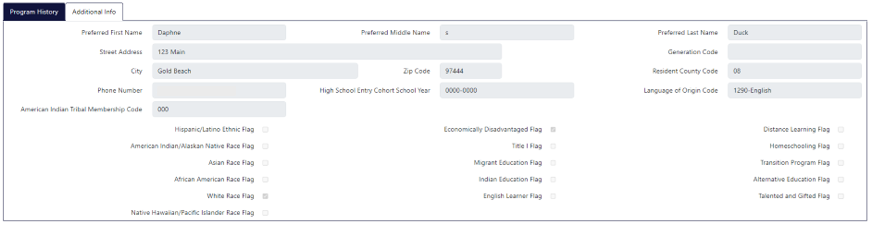 Program History Additional Info
Preferred First Name Daphne Preferred Middle Name s Preferred Last Name Duck
Street Address 123 Main Generation Code
City Gold Beach Zip Code 97444 Resident County Code 08
Phone Number High School Entry Cohort School Year 0000-0000 Language of Origin Code 1290-English
American Indian Tribal Membership Code 000
Hispanic/Latino Ethnic Flag Economically Disadvantaged Flag Distance Learning Flag
American Indian/Alaskan Native Race Flag Title I Flag Homeschooling Flag
Asian Race Flag Migrant Education Flag Transition Program Flag
African American Race Flag Indian Education Flag Alternative Education Flag
White Race Flag English Learner Flag Talented and Gifted Flag
Native Hawaiian/Pacific Islander Race Flag